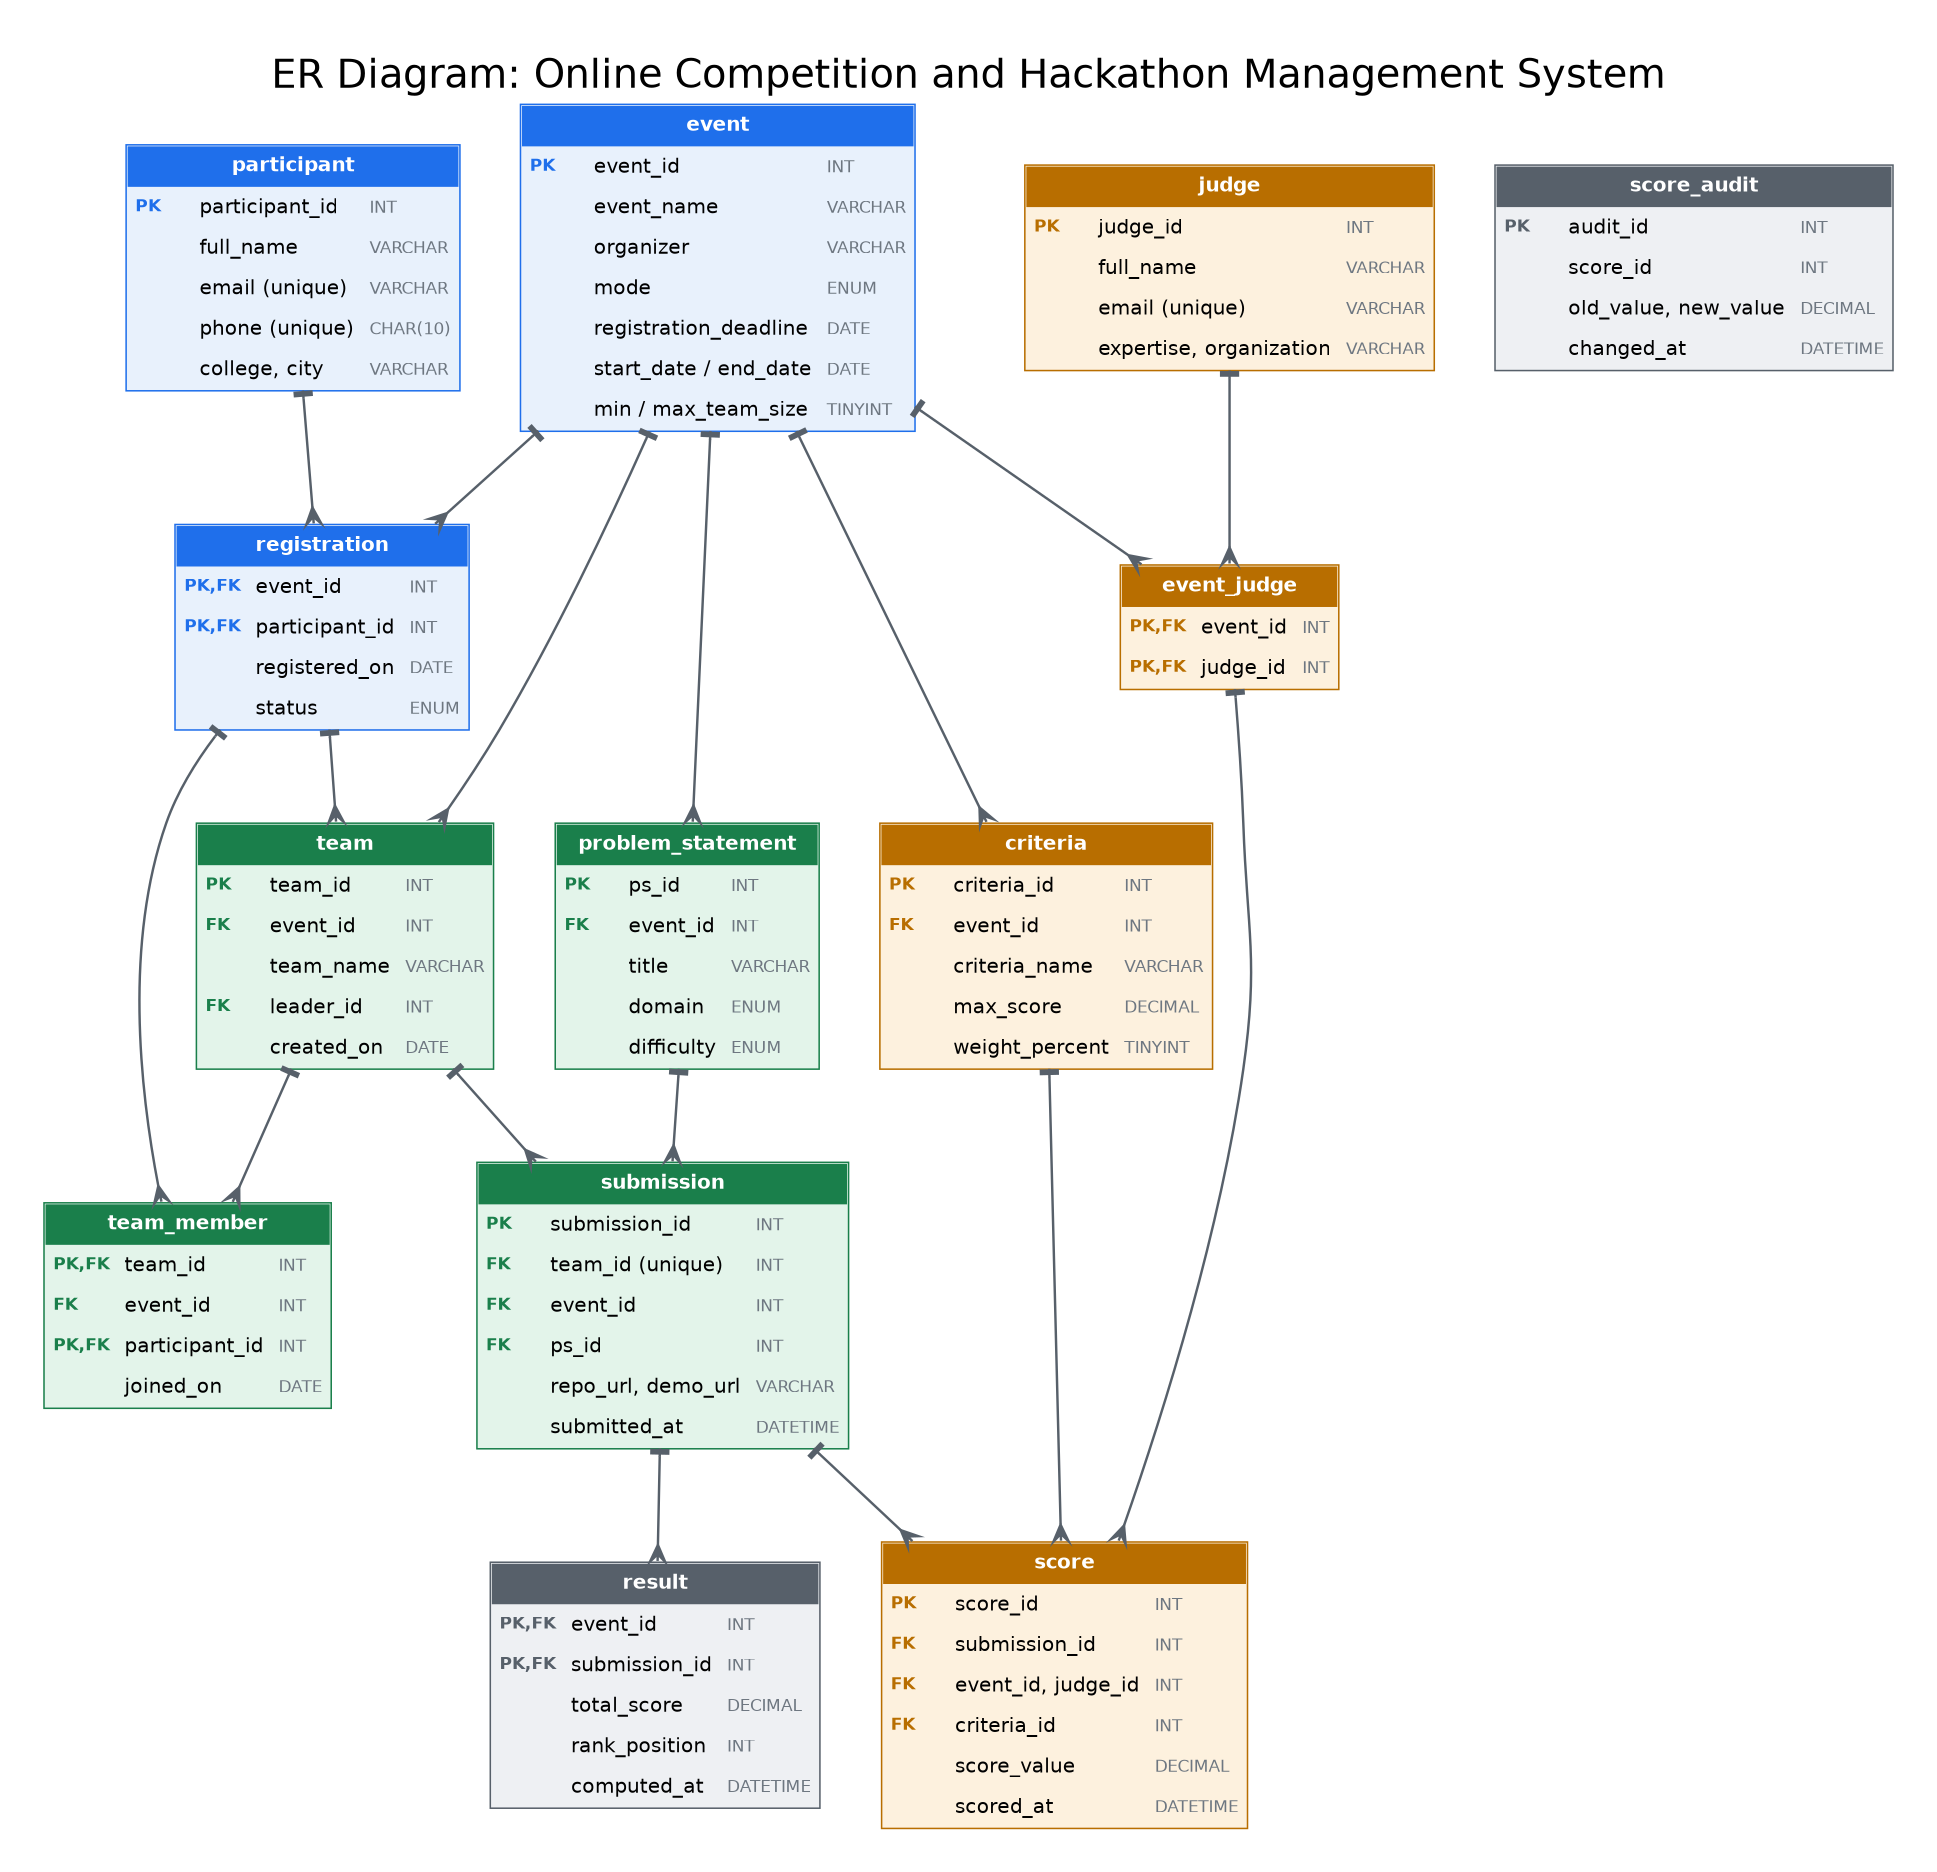 ER Diagram: Online Competition and Hackathon Management System
participant
PK participant_id INT
full_name VARCHAR
email (unique) VARCHAR
phone (unique) CHAR(10)
college, city VARCHAR
event
PK event_id INT
event_name VARCHAR
organizer VARCHAR
mode ENUM
registration_deadline DATE
start_date / end_date DATE
min / max_team_size TINYINT
judge
PK judge_id INT
full_name VARCHAR
email (unique) VARCHAR
expertise, organization VARCHAR
score_audit
PK audit_id INT
score_id INT
old_value, new_value DECIMAL
changed_at DATETIME
registration
PK,FK event_id INT
PK,FK participant_id INT
registered_on DATE
status ENUM
event_judge
PK,FK event_id INT
PK,FK judge_id INT
team
PK team_id INT
FK event_id INT
team_name VARCHAR
FK leader_id INT
created_on DATE
problem_statement
PK ps_id INT
FK event_id INT
title VARCHAR
domain ENUM
difficulty ENUM
criteria
PK criteria_id INT
FK event_id INT
criteria_name VARCHAR
max_score DECIMAL
weight_percent TINYINT
team_member
PK,FK team_id INT
FK event_id INT
PK,FK participant_id INT
joined_on DATE
submission
PK submission_id INT
FK team_id (unique) INT
FK event_id INT
FK ps_id INT
repo_url, demo_url VARCHAR
submitted_at DATETIME
result
PK,FK event_id INT
PK,FK submission_id INT
total_score DECIMAL
rank_position INT
computed_at DATETIME
score
PK score_id INT
FK submission_id INT
FK event_id, judge_id INT
FK criteria_id INT
score_value DECIMAL
scored_at DATETIME